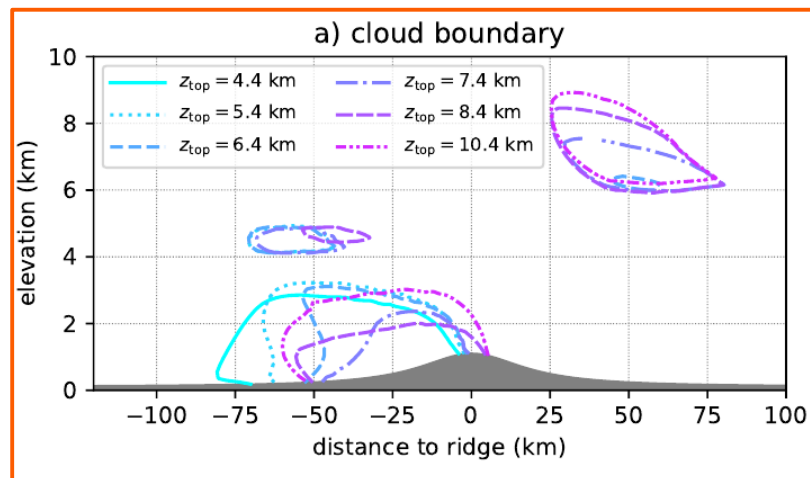 a) cloud boundary
10
8
6
4
2
0
elevation (km)
z_top = 4.4 km
z_top = 5.4 km
z_top = 6.4 km
z_top = 7.4 km
z_top = 8.4 km
z_top = 10.4 km
−100 −75 −50 −25 0 25 50 75 100
distance to ridge (km)